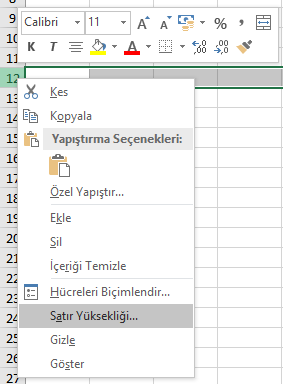 8
9
Calibri 11 A A % ,
10
K T A
11
12
13
Kes
14
Kopyala
15
Yapıştırma Seçenekleri:
16
17
Özel Yapıştır...
18
Ekle
19
20
Sil
21
İçeriği Temizle
22
Hücreleri Biçimlendir...
23
24
Satır Yüksekliği...
25
Gizle
26
Göster
27